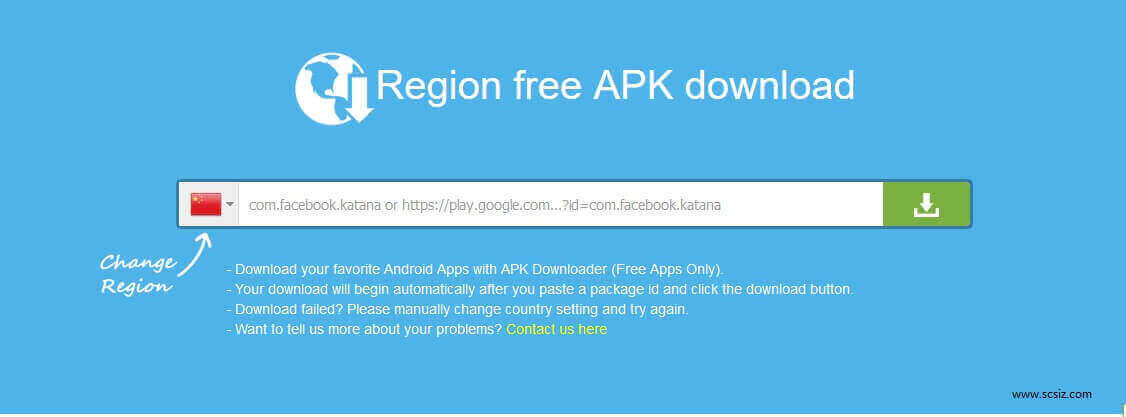 Region free APK download
com.facebook.katana or https://play.google.com...?id=com.facebook.katana
Change
Region
- Download your favorite Android Apps with APK Downloader (Free Apps Only).
- Your download will begin automatically after you paste a package id and click the download button.
- Download failed? Please manually change country setting and try again.
- Want to tell us more about your problems? Contact us here
www.scsiz.com